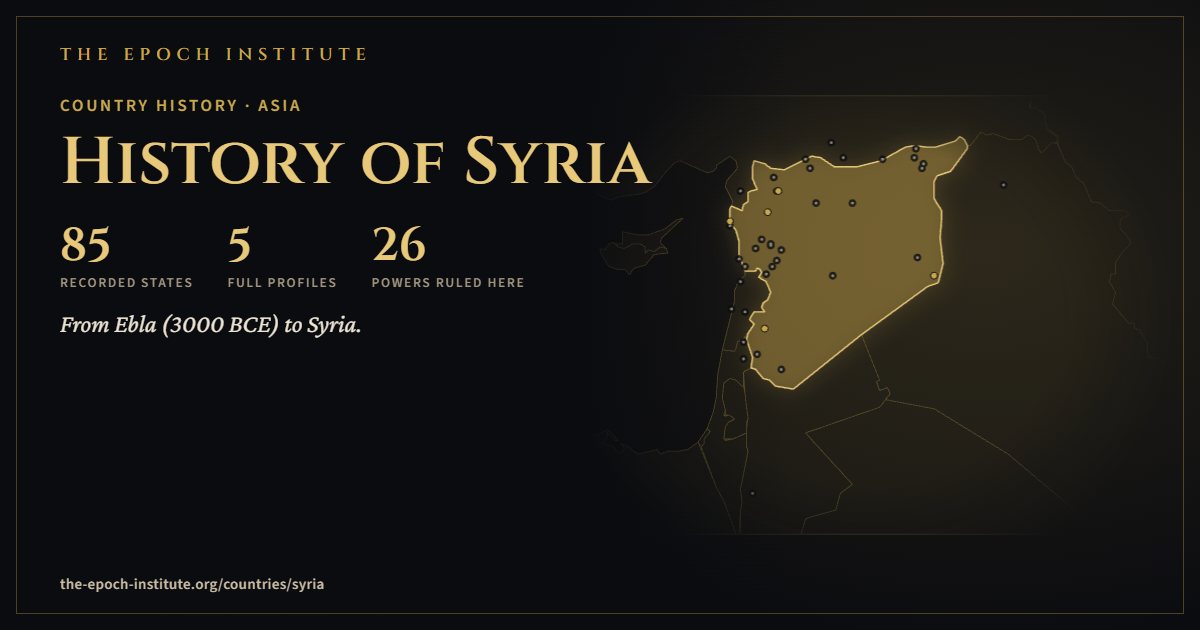 THE EPOCH INSTITUTE
COUNTRY HISTORY · ASIA
HISTORY OF SYRIA
85 5 26
RECORDED STATES FULL PROFILES POWERS RULED HERE
From Ebla (3000 BCE) to Syria.
the-epoch-institute.org/countries/syria